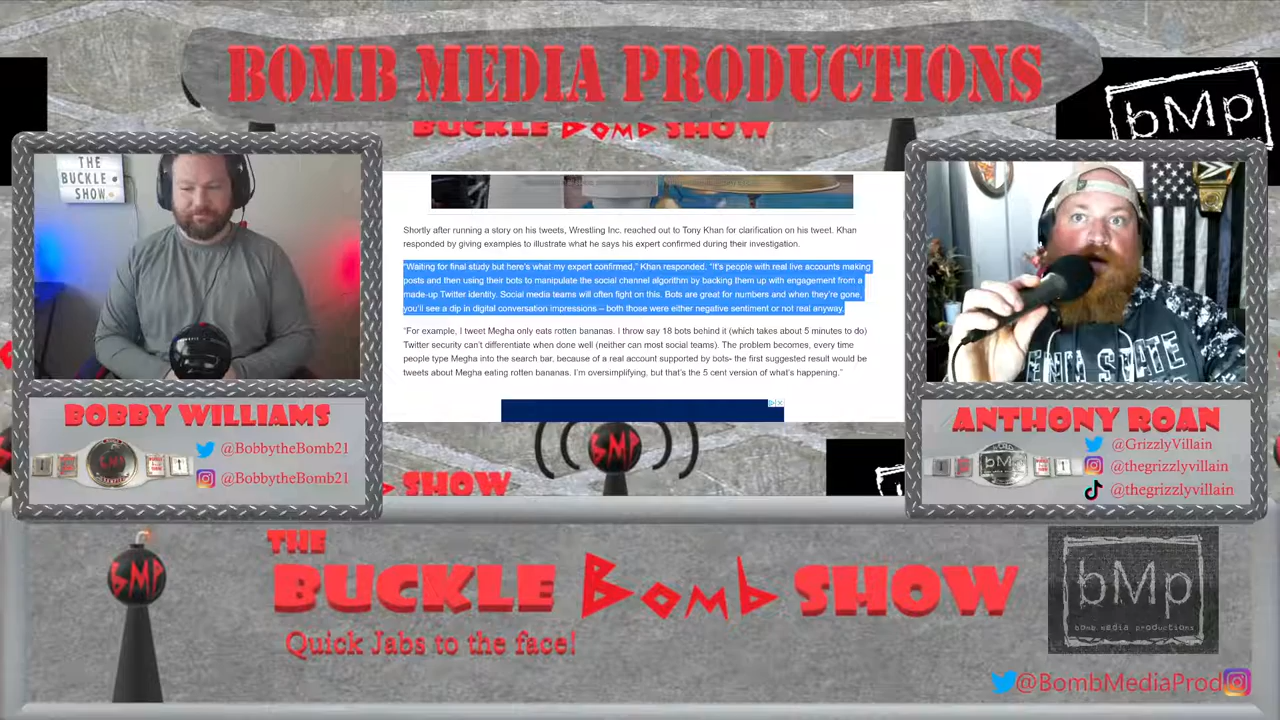 BOMB MEDIA PRODUCTIONS
bMp
BUCKLE BOMB SHOW
THE
BUCKLE
SHOW
Shortly after running a story on his tweets, Wrestling Inc. reached out to Tony Khan for clarification on his tweet. Khan
responded by giving examples to illustrate what he says his expert confirmed during their investigation.
"Waiting for final study but here's what my expert confirmed," Khan responded. "It's people with real live accounts making
posts and then using their bots to manipulate the social channel algorithm by backing them up with engagement from a
made-up Twitter identity. Social media teams will often fight on this. Bots are great for numbers and when they're gone,
you'll see a dip in digital conversation impressions – both those were either negative sentiment or not real anyway.
"For example, I tweet Megha only eats rotten bananas. I throw say 18 bots behind it (which takes about 5 minutes to do)
Twitter security can't differentiate when done well (neither can most social teams). The problem becomes, every time
people type Megha into the search bar, because of a real account supported by bots- the first suggested result would be
tweets about Megha eating rotten bananas. I'm oversimplifying, but that's the 5 cent version of what's happening."
BOBBY WILLIAMS
@BobbytheBomb21
@BobbytheBomb21
ANTHONY ROAN
@GrizzlyVillain
@thegrizzlyvillain
@thegrizzlyvillain
bMp
BMP
SHOW
BMP
THE
BUCKLE BOMB SHOW
Quick Jabs to the face!
bMp
bomb media productions
@BombMediaProd